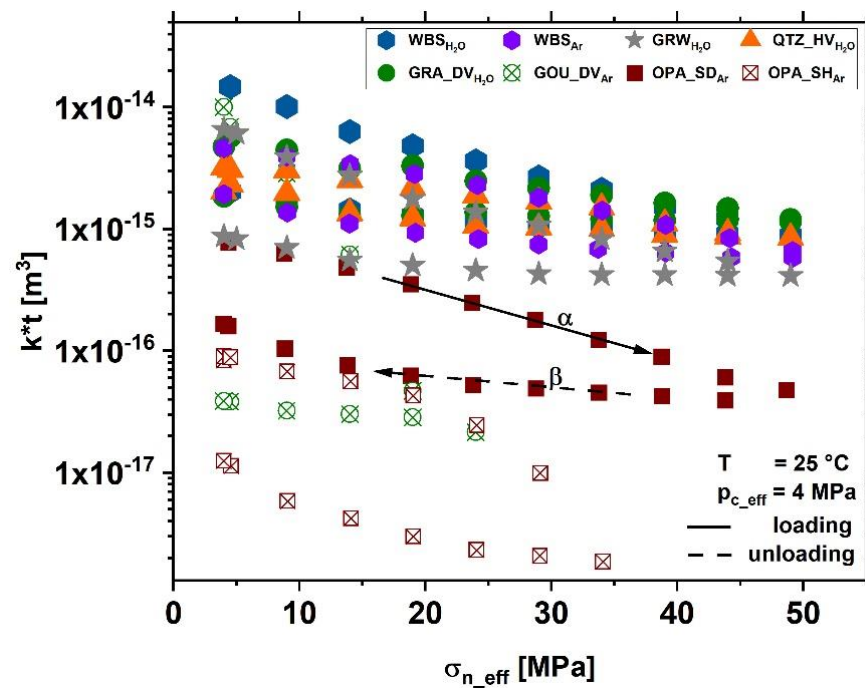 WBS_H₂O WBS_Ar GRW_H₂O QTZ_HV_H₂O
GRA_DV_H₂O GOU_DV_Ar OPA_SD_Ar OPA_SH_Ar
1x10⁻¹⁴
1x10⁻¹⁵
1x10⁻¹⁶
1x10⁻¹⁷
k*t [m³]
α
β
T = 25 °C
p_c_eff = 4 MPa
loading
unloading
0 10 20 30 40 50
σ_n_eff [MPa]